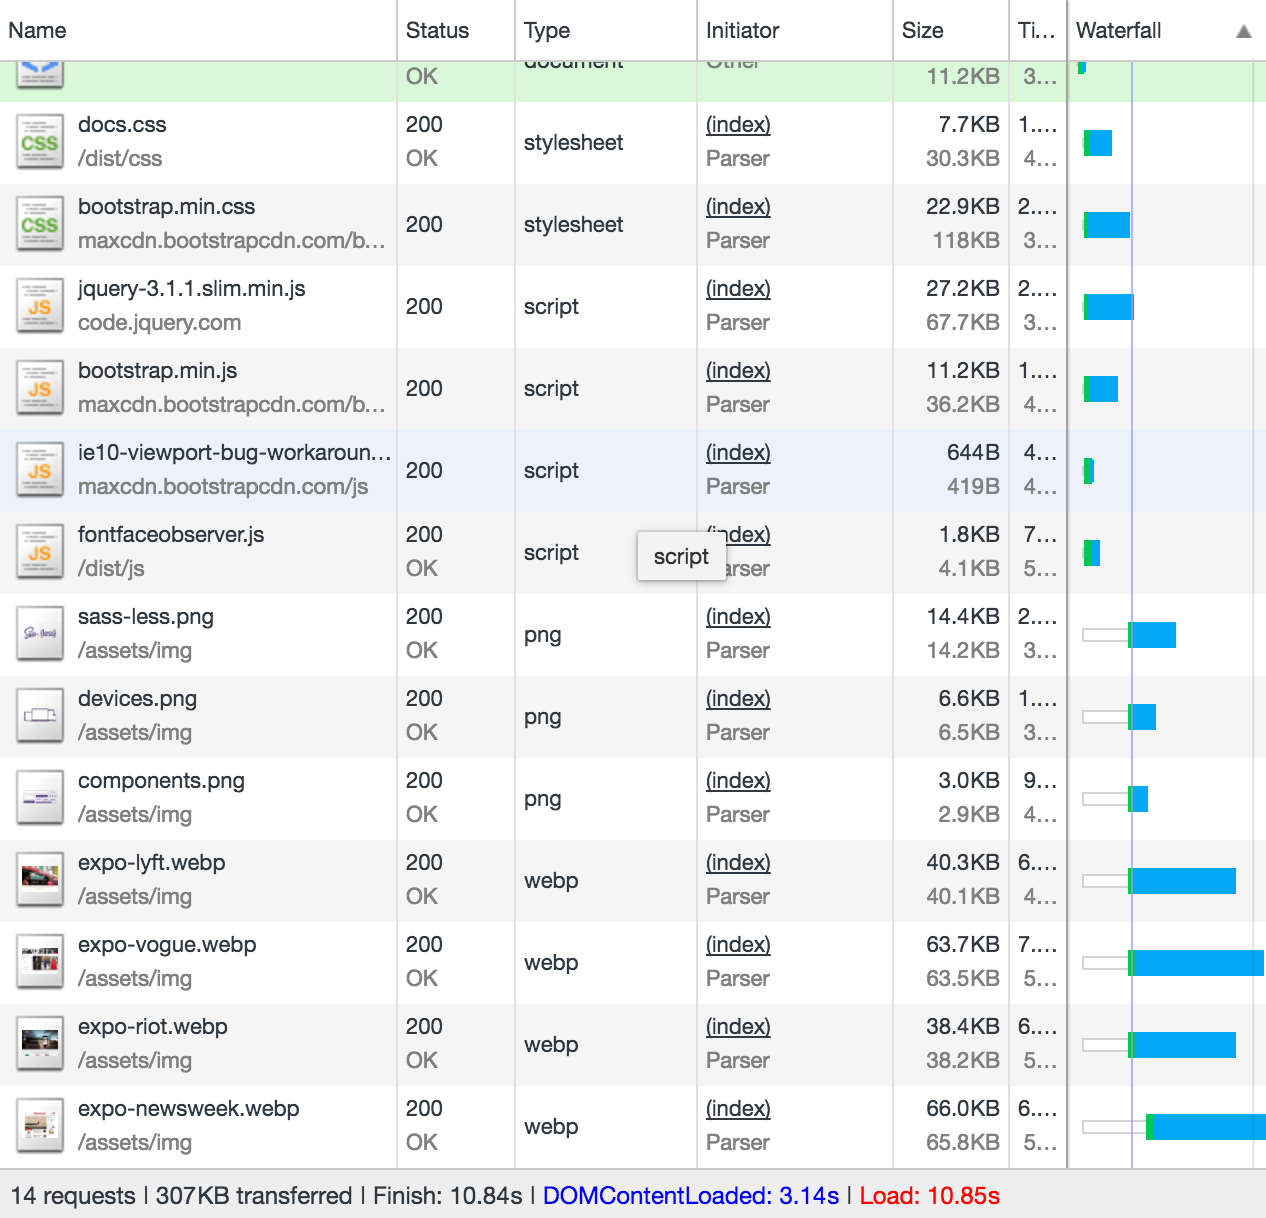 Name Status Type Initiator Size Ti... Waterfall
document Other
OK 11.2KB 3...
docs.css 200 (index) 7.7KB 1....
stylesheet
/dist/css OK Parser 30.3KB 4...
bootstrap.min.css (index) 22.9KB 2....
200 stylesheet
maxcdn.bootstrapcdn.com/b... Parser 118KB 3...
jquery-3.1.1.slim.min.js (index) 27.2KB 2....
200 script
code.jquery.com Parser 67.7KB 3...
bootstrap.min.js (index) 11.2KB 1....
200 script
maxcdn.bootstrapcdn.com/b... Parser 36.2KB 4...
ie10-viewport-bug-workaroun... (index) 644B 4...
200 script
maxcdn.bootstrapcdn.com/js Parser 419B 4...
fontfaceobserver.js 200 (index) 1.8KB 7...
script script
/dist/js OK Parser 4.1KB 5...
sass-less.png 200 (index) 14.4KB 2....
png
/assets/img OK Parser 14.2KB 3...
devices.png 200 (index) 6.6KB 1....
png
/assets/img OK Parser 6.5KB 3...
components.png 200 (index) 3.0KB 9...
png
/assets/img OK Parser 2.9KB 4...
expo-lyft.webp 200 (index) 40.3KB 6....
webp
/assets/img OK Parser 40.1KB 4...
expo-vogue.webp 200 (index) 63.7KB 7....
webp
/assets/img OK Parser 63.5KB 5...
expo-riot.webp 200 (index) 38.4KB 6....
webp
/assets/img OK Parser 38.2KB 5...
expo-newsweek.webp 200 (index) 66.0KB 6....
webp
/assets/img OK Parser 65.8KB 5...
14 requests | 307KB transferred | Finish: 10.84s | DOMContentLoaded: 3.14s | Load: 10.85s